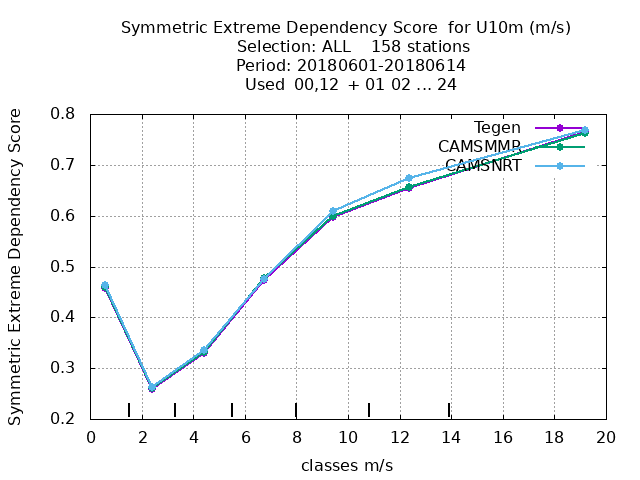 Symmetric Extreme Dependency Score  for U10m (m/s)
Selection: ALL    158 stations
Period: 20180601-20180614
Used  00,12  + 01 02 ... 24
Symmetric Extreme Dependency Score
0.8
0.7
0.6
0.5
0.4
0.3
0.2
Tegen
CAMSMMR
CAMSNRT
0 2 4 6 8 10 12 14 16 18 20
classes m/s